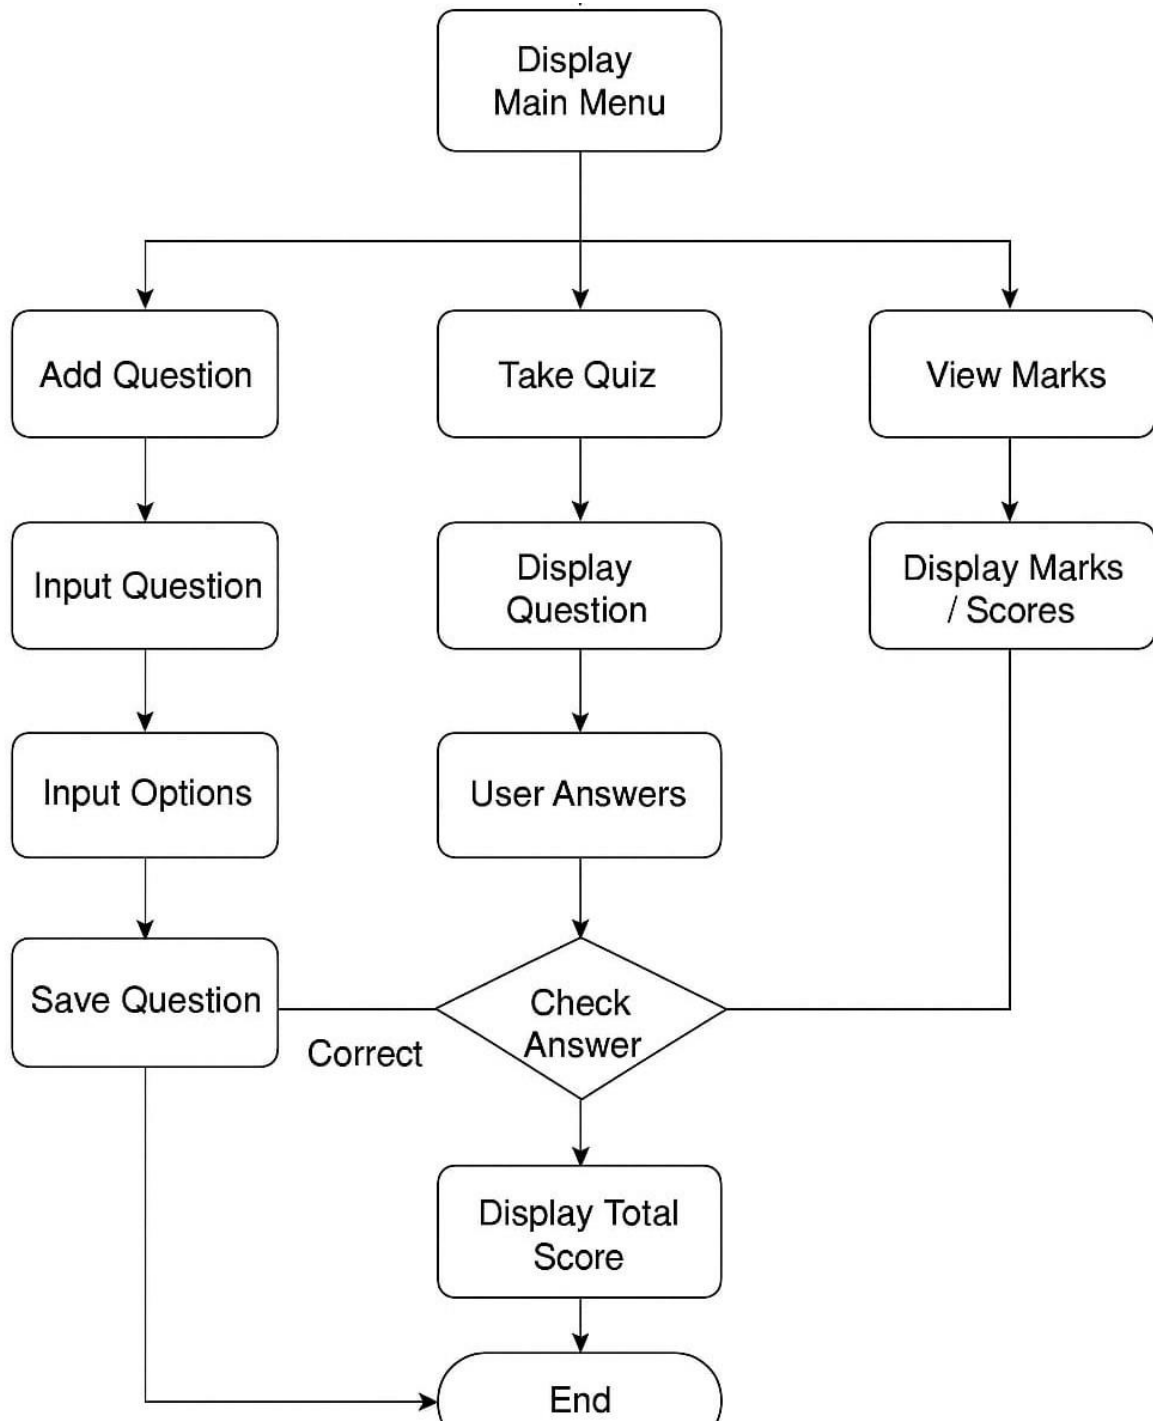 Display
Main Menu
Add Question
Take Quiz
View Marks
Input Question
Display
Question
Display Marks
/ Scores
Input Options
User Answers
Save Question
Check
Answer
Correct
Display Total
Score
End